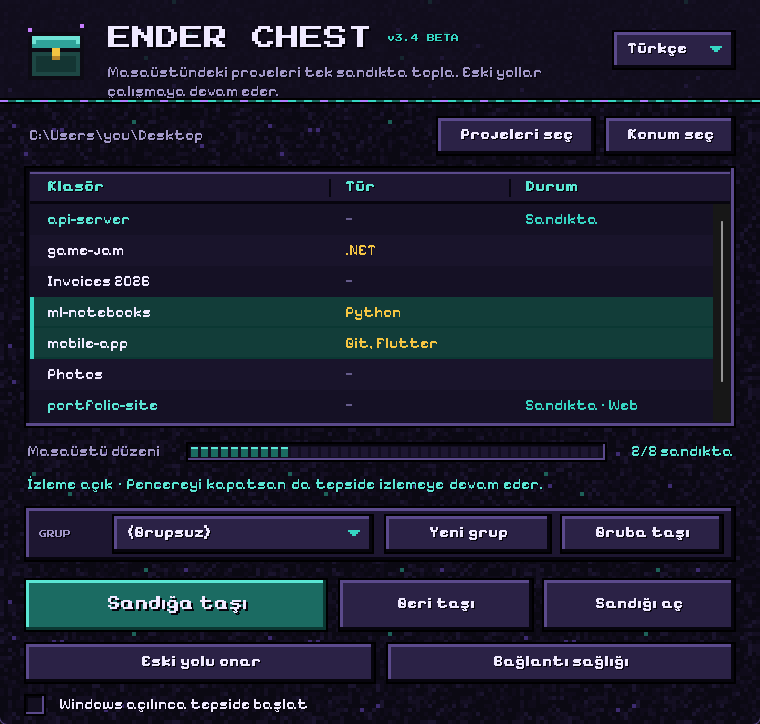 ENDER CHEST v3.4 BETA
Türkçe
Masaüstündeki projeleri tek sandıkta topla. Eski yollar
çalışmaya devam eder.
C:\Users\you\Desktop
Projeleri seç
Konum seç
Klasör Tür Durum
api-server - Sandıkta
game-jam .NET
Invoices 2026 -
ml-notebooks Python
mobile-app Git, Flutter
Photos -
portfolio-site - Sandıkta · Web
Masaüstü düzeni 2/8 sandıkta
İzleme açık · Pencereyi kapatsan da tepside izlemeye devam eder.
GRUP (Grupsuz) Yeni grup Gruba taşı
Sandığa taşı Geri taşı Sandığı aç
Eski yolu onar Bağlantı sağlığı
Windows açılınca tepside başlat